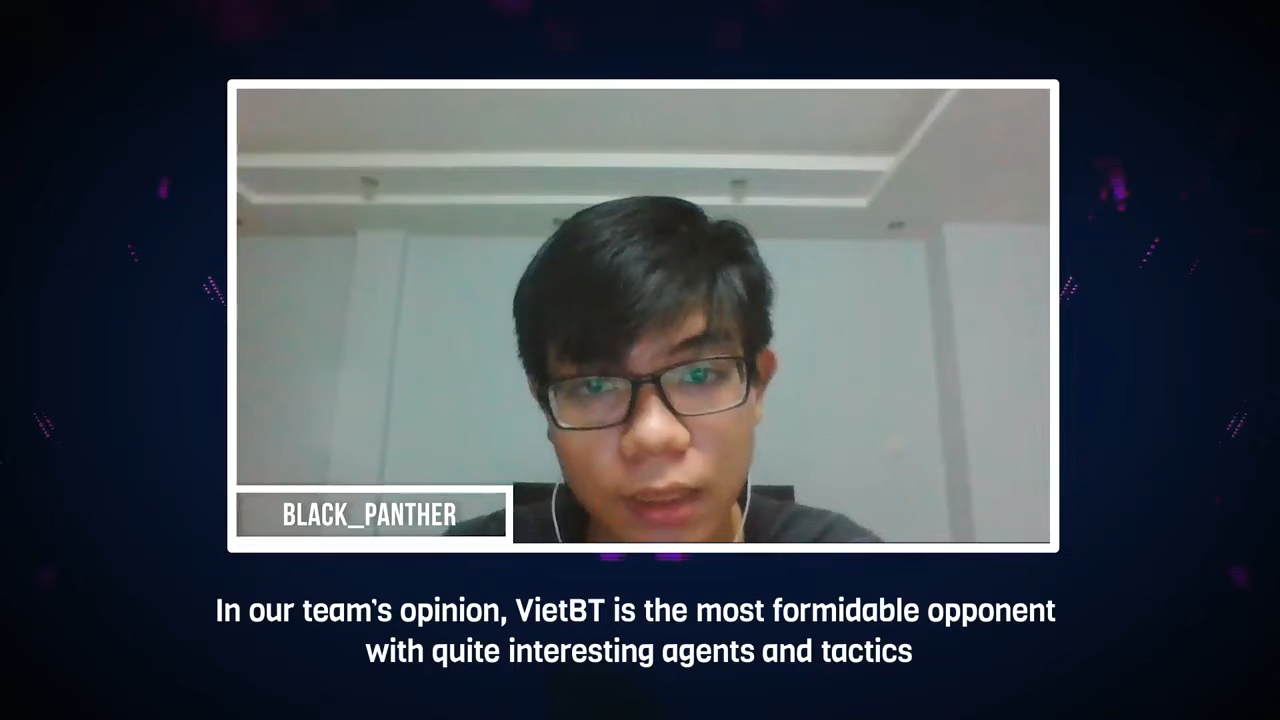 BLACK_PANTHER
In our team's opinion, VietBT is the most formidable opponent
with quite interesting agents and tactics